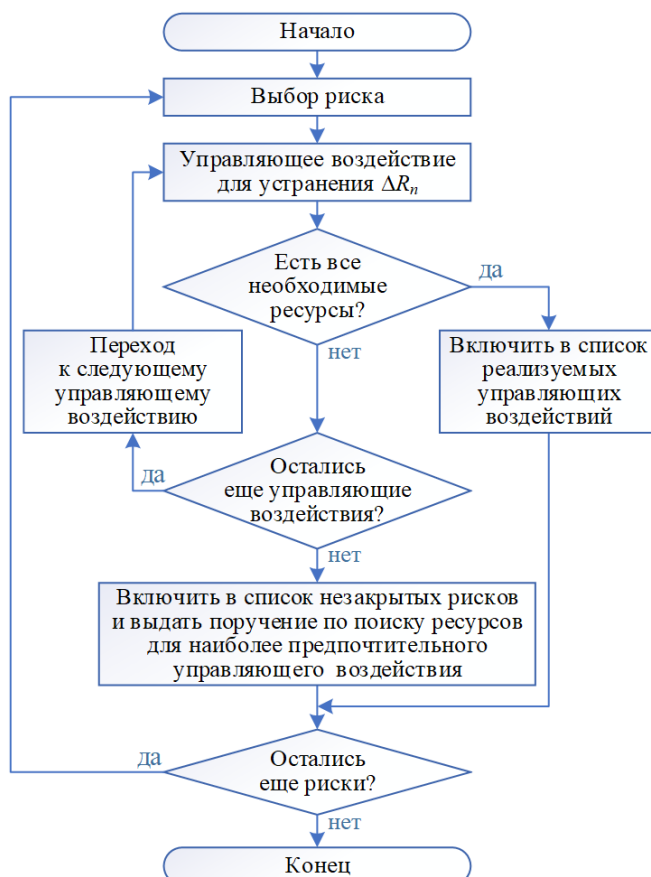 Начало
Выбор риска
Управляющее воздействие
для устранения ΔRₙ
Есть все
необходимые
ресурсы?
да
нет
Переход
к следующему
управляющему
воздействию
Включить в список
реализуемых
управляющих
воздействий
Остались
еще управляющие
воздействия?
да
нет
Включить в список незакрытых рисков
и выдать поручение по поиску ресурсов
для наиболее предпочтительного
управляющего воздействия
Остались
еще риски?
да
нет
Конец